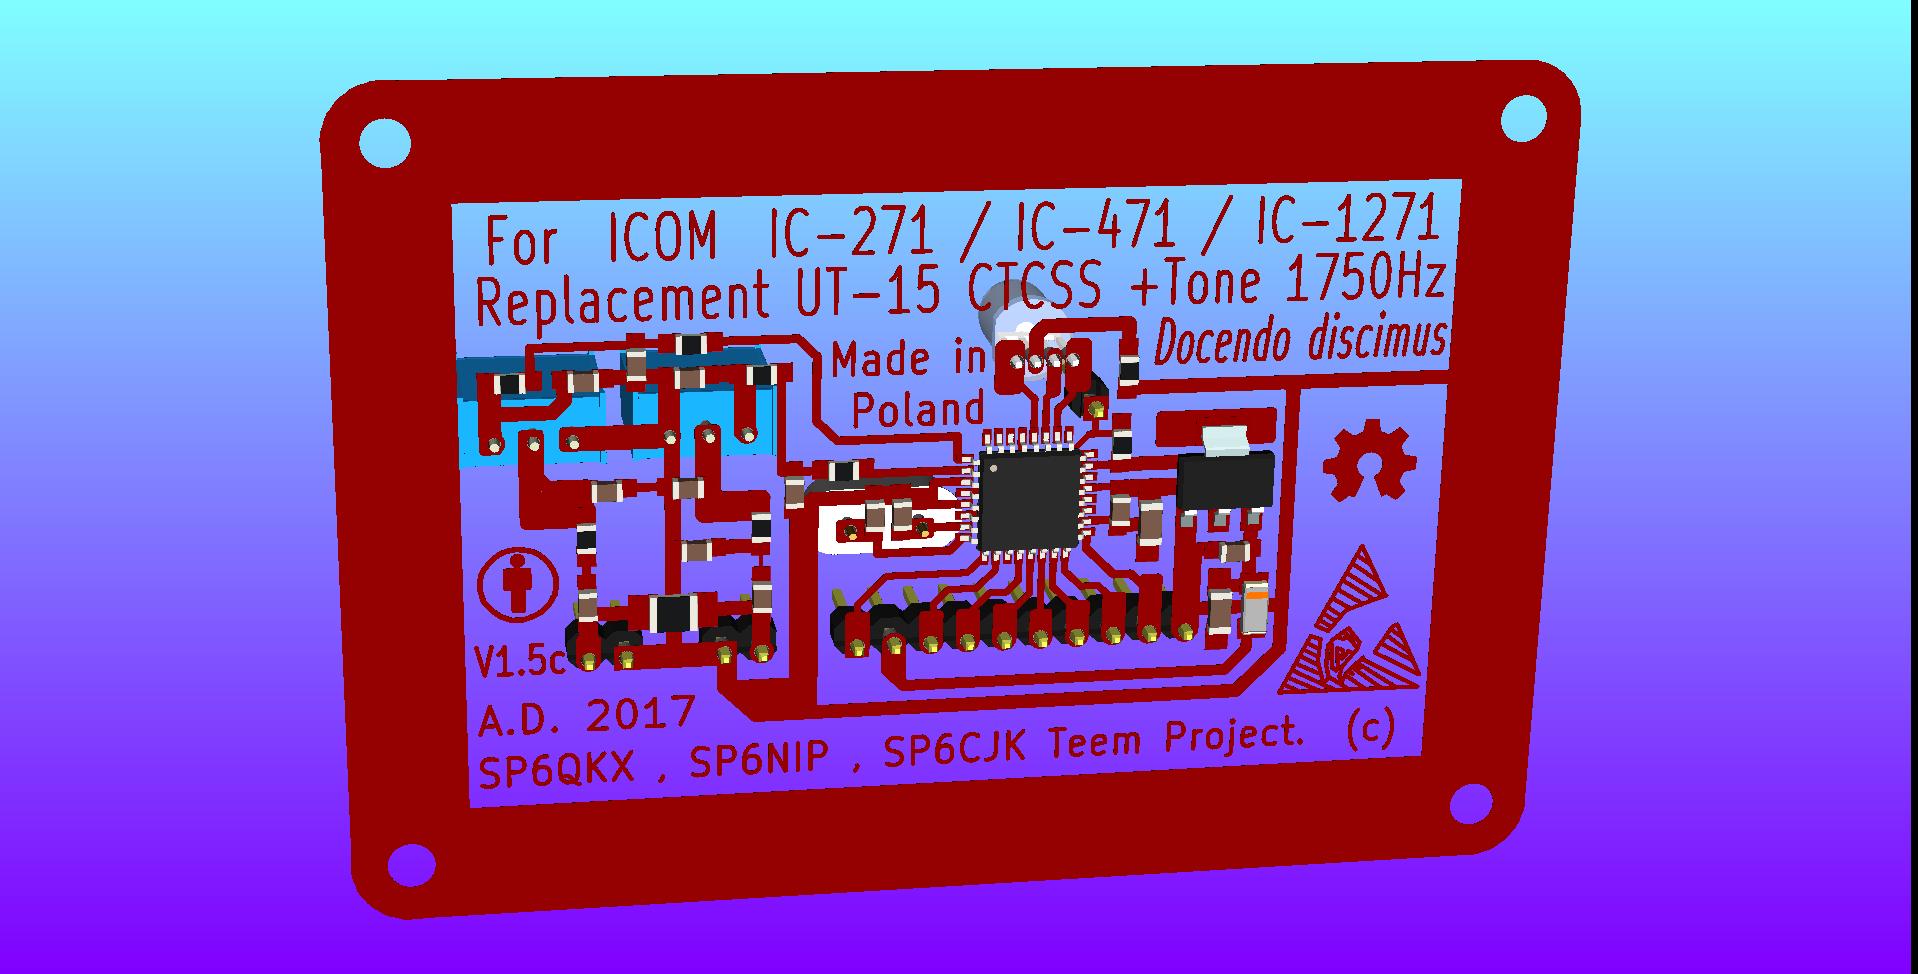 For ICOM IC-271 / IC-471 / IC-1271
Replacement UT-15 CTCSS +Tone 1750Hz
Docendo discimus
Made in
Poland
V1.5c
A.D. 2017
SP6QKX , SP6NIP , SP6CJK Teem Project. (c)